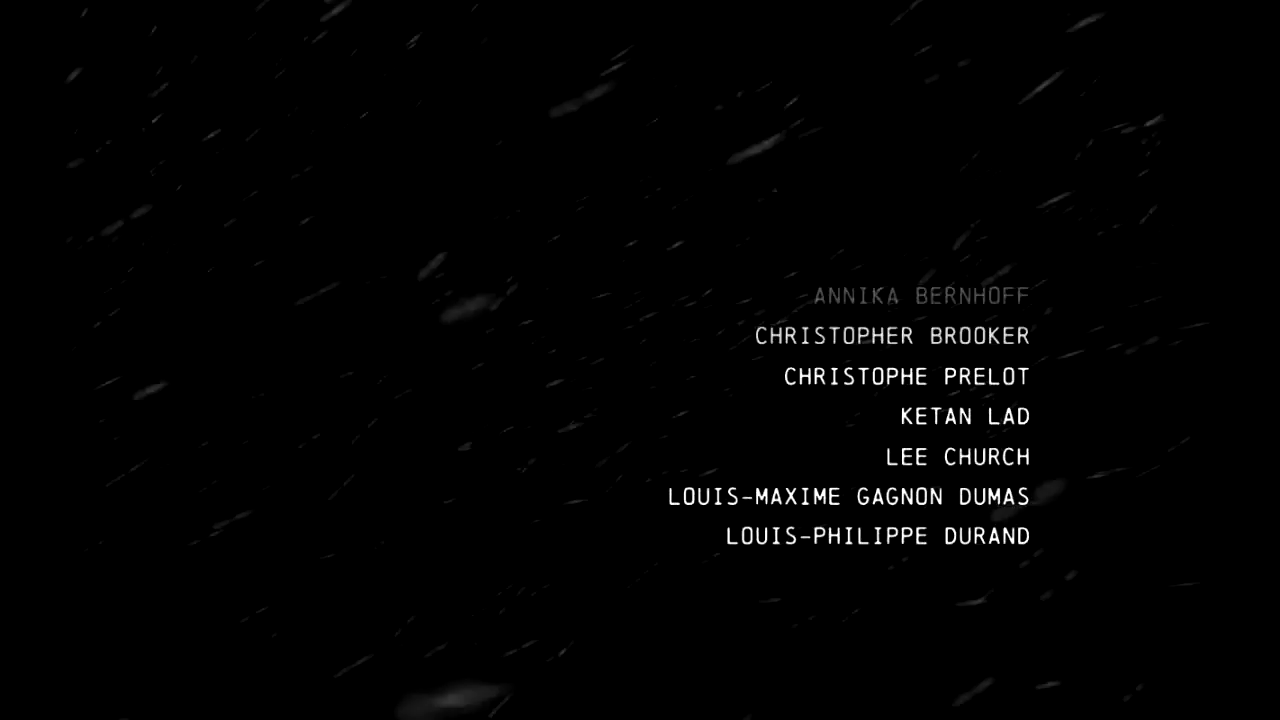 ANNIKA BERNHOFF
CHRISTOPHER BROOKER
CHRISTOPHE PRELOT
KETAN LAD
LEE CHURCH
LOUIS-MAXIME GAGNON DUMAS
LOUIS-PHILIPPE DURAND